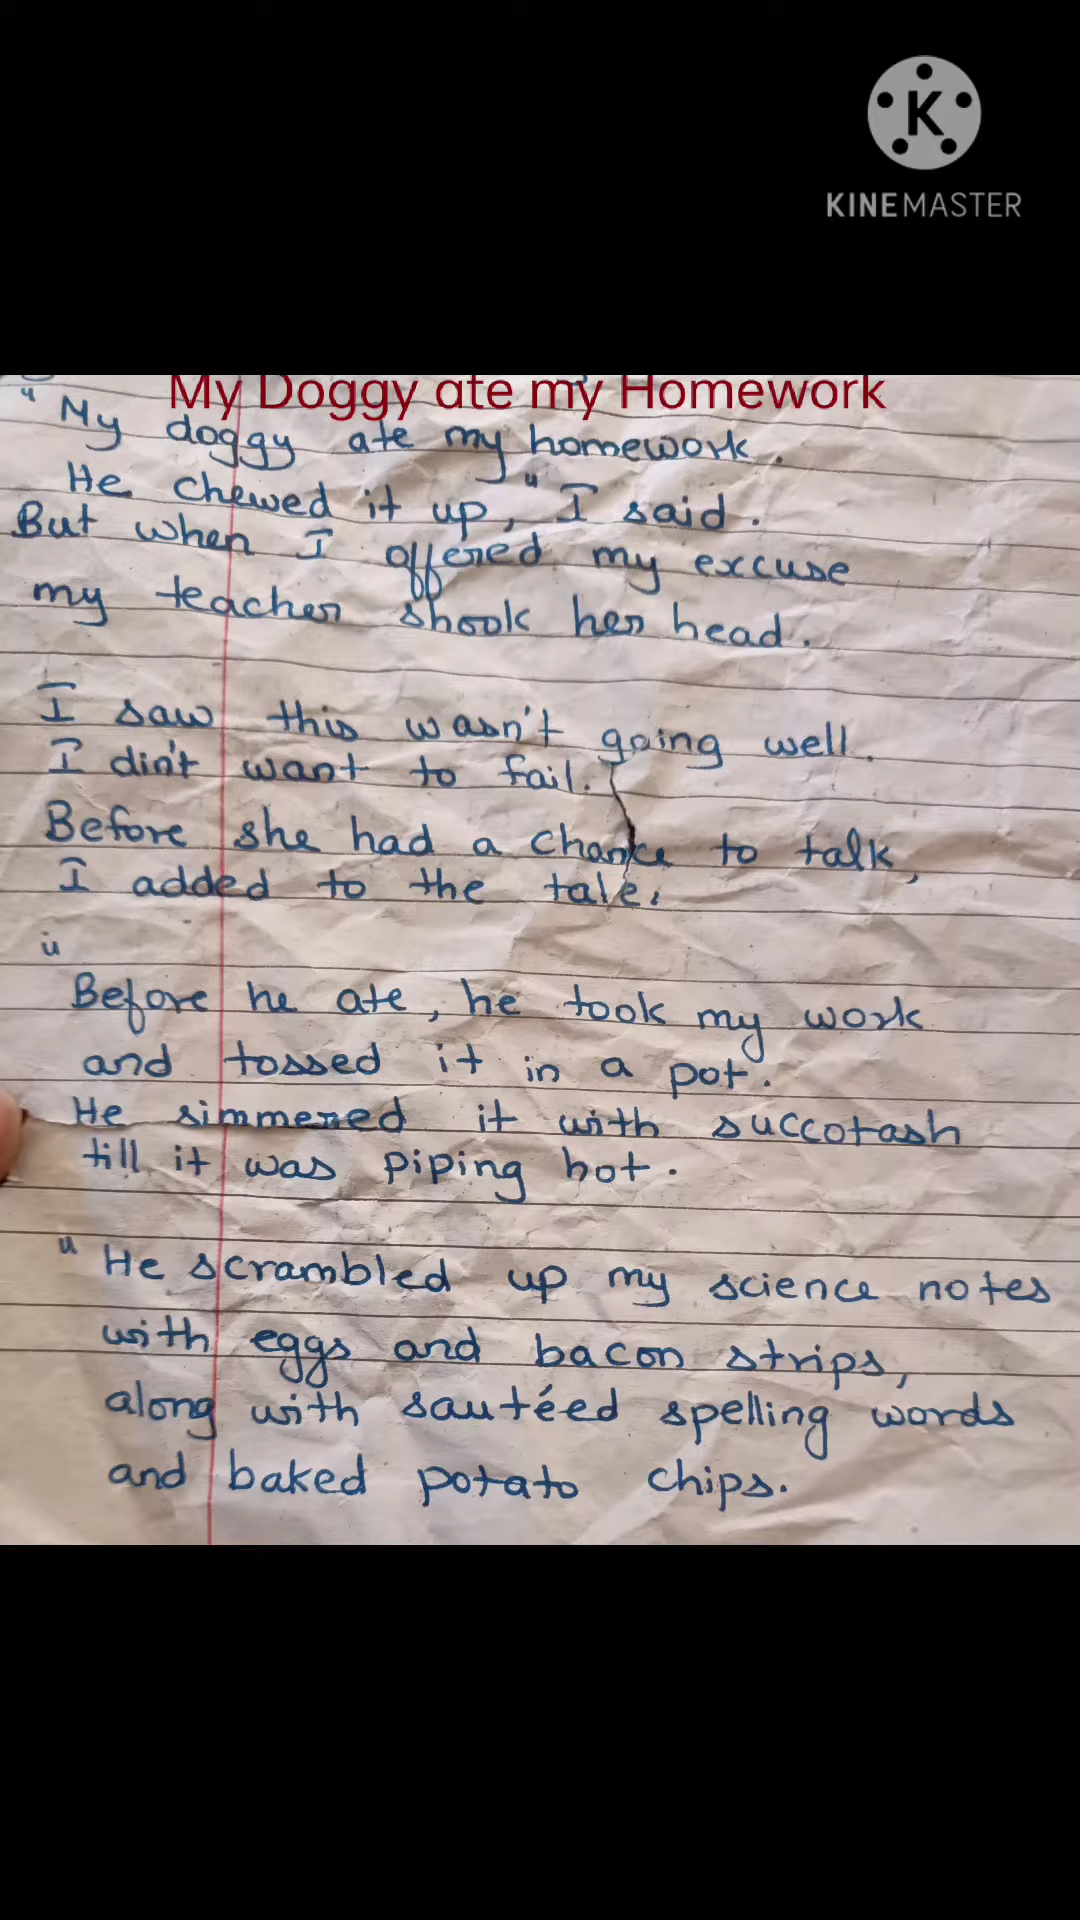 KINEMASTER
My Doggy ate my Homework
"My doggy ate my homework.
He chewed it up," I said.
But when I offered my excuse
my teacher shook her head.
I saw this wasn't going well.
I din't want to fail.
Before she had a chance to talk,
I added to the tale.
"
Before he ate, he took my work
and tossed it in a pot.
He simmered it with succotash
till it was piping hot.
"He scrambled up my science notes
with eggs and bacon strips,
along with sautéed spelling words
and baked potato chips.